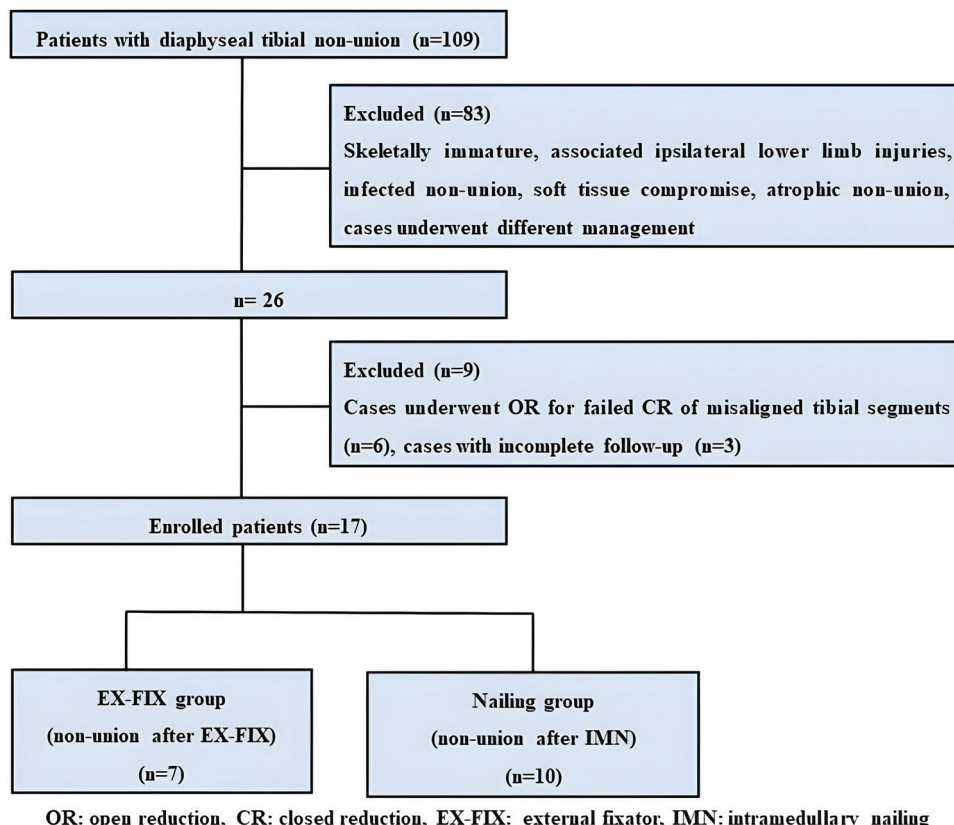 Patients with diaphyseal tibial non-union (n=109)
Excluded (n=83)
Skeletally immature, associated ipsilateral lower limb injuries,
infected non-union, soft tissue compromise, atrophic non-union,
cases underwent different management
n= 26
Excluded (n=9)
Cases underwent OR for failed CR of misaligned tibial segments
(n=6), cases with incomplete follow-up (n=3)
Enrolled patients (n=17)
EX-FIX group
(non-union after EX-FIX)
(n=7)
Nailing group
(non-union after IMN)
(n=10)
OR: open reduction, CR: closed reduction, EX-FIX: external fixator, IMN: intramedullary nailing